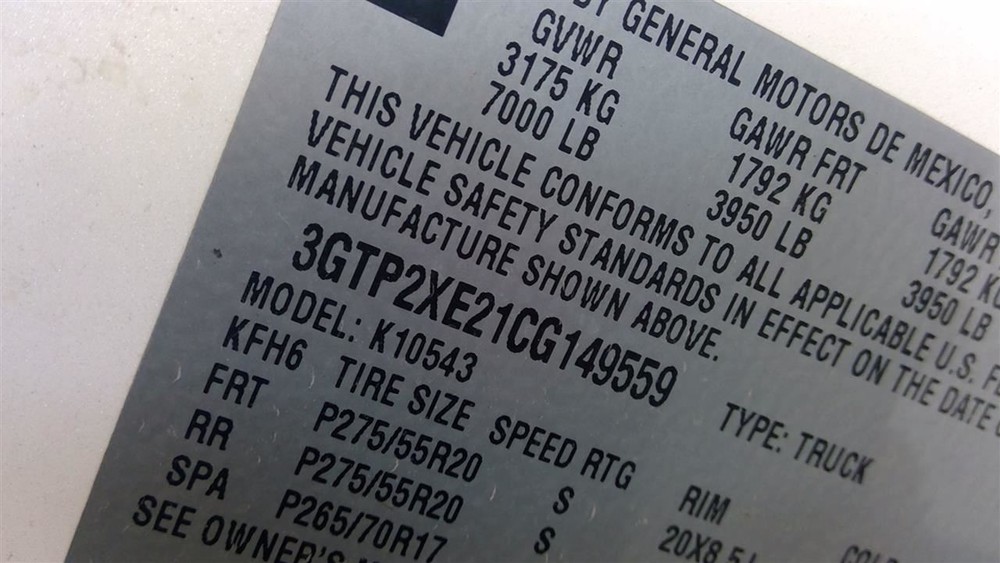 BY GENERAL MOTORS DE MEXICO,
GVWR GAWR FRT GAWR
3175 KG 1792 KG 1792 KG
7000 LB 3950 LB 3950 LB
THIS VEHICLE CONFORMS TO ALL APPLICABLE U.S.
VEHICLE SAFETY STANDARDS IN EFFECT ON THE DATE
MANUFACTURE SHOWN ABOVE.
3GTP2XE21CG149559 TYPE: TRUCK
MODEL: K10543
KFH6 TIRE SIZE SPEED RTG RIM
FRT P275/55R20 S
RR P275/55R20 S
SPA P265/70R17
SEE OWNER'S